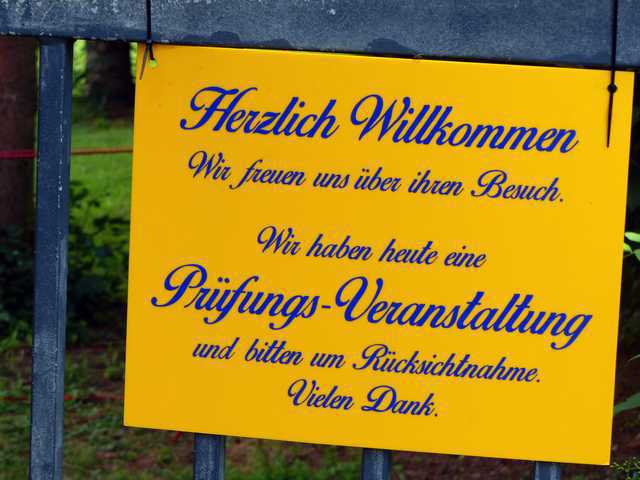 Herzlich Willkommen
Wir freuen uns über ihren Besuch.
Wir haben heute eine
Prüfungs-Veranstaltung
und bitten um Rücksichtnahme.
Vielen Dank.